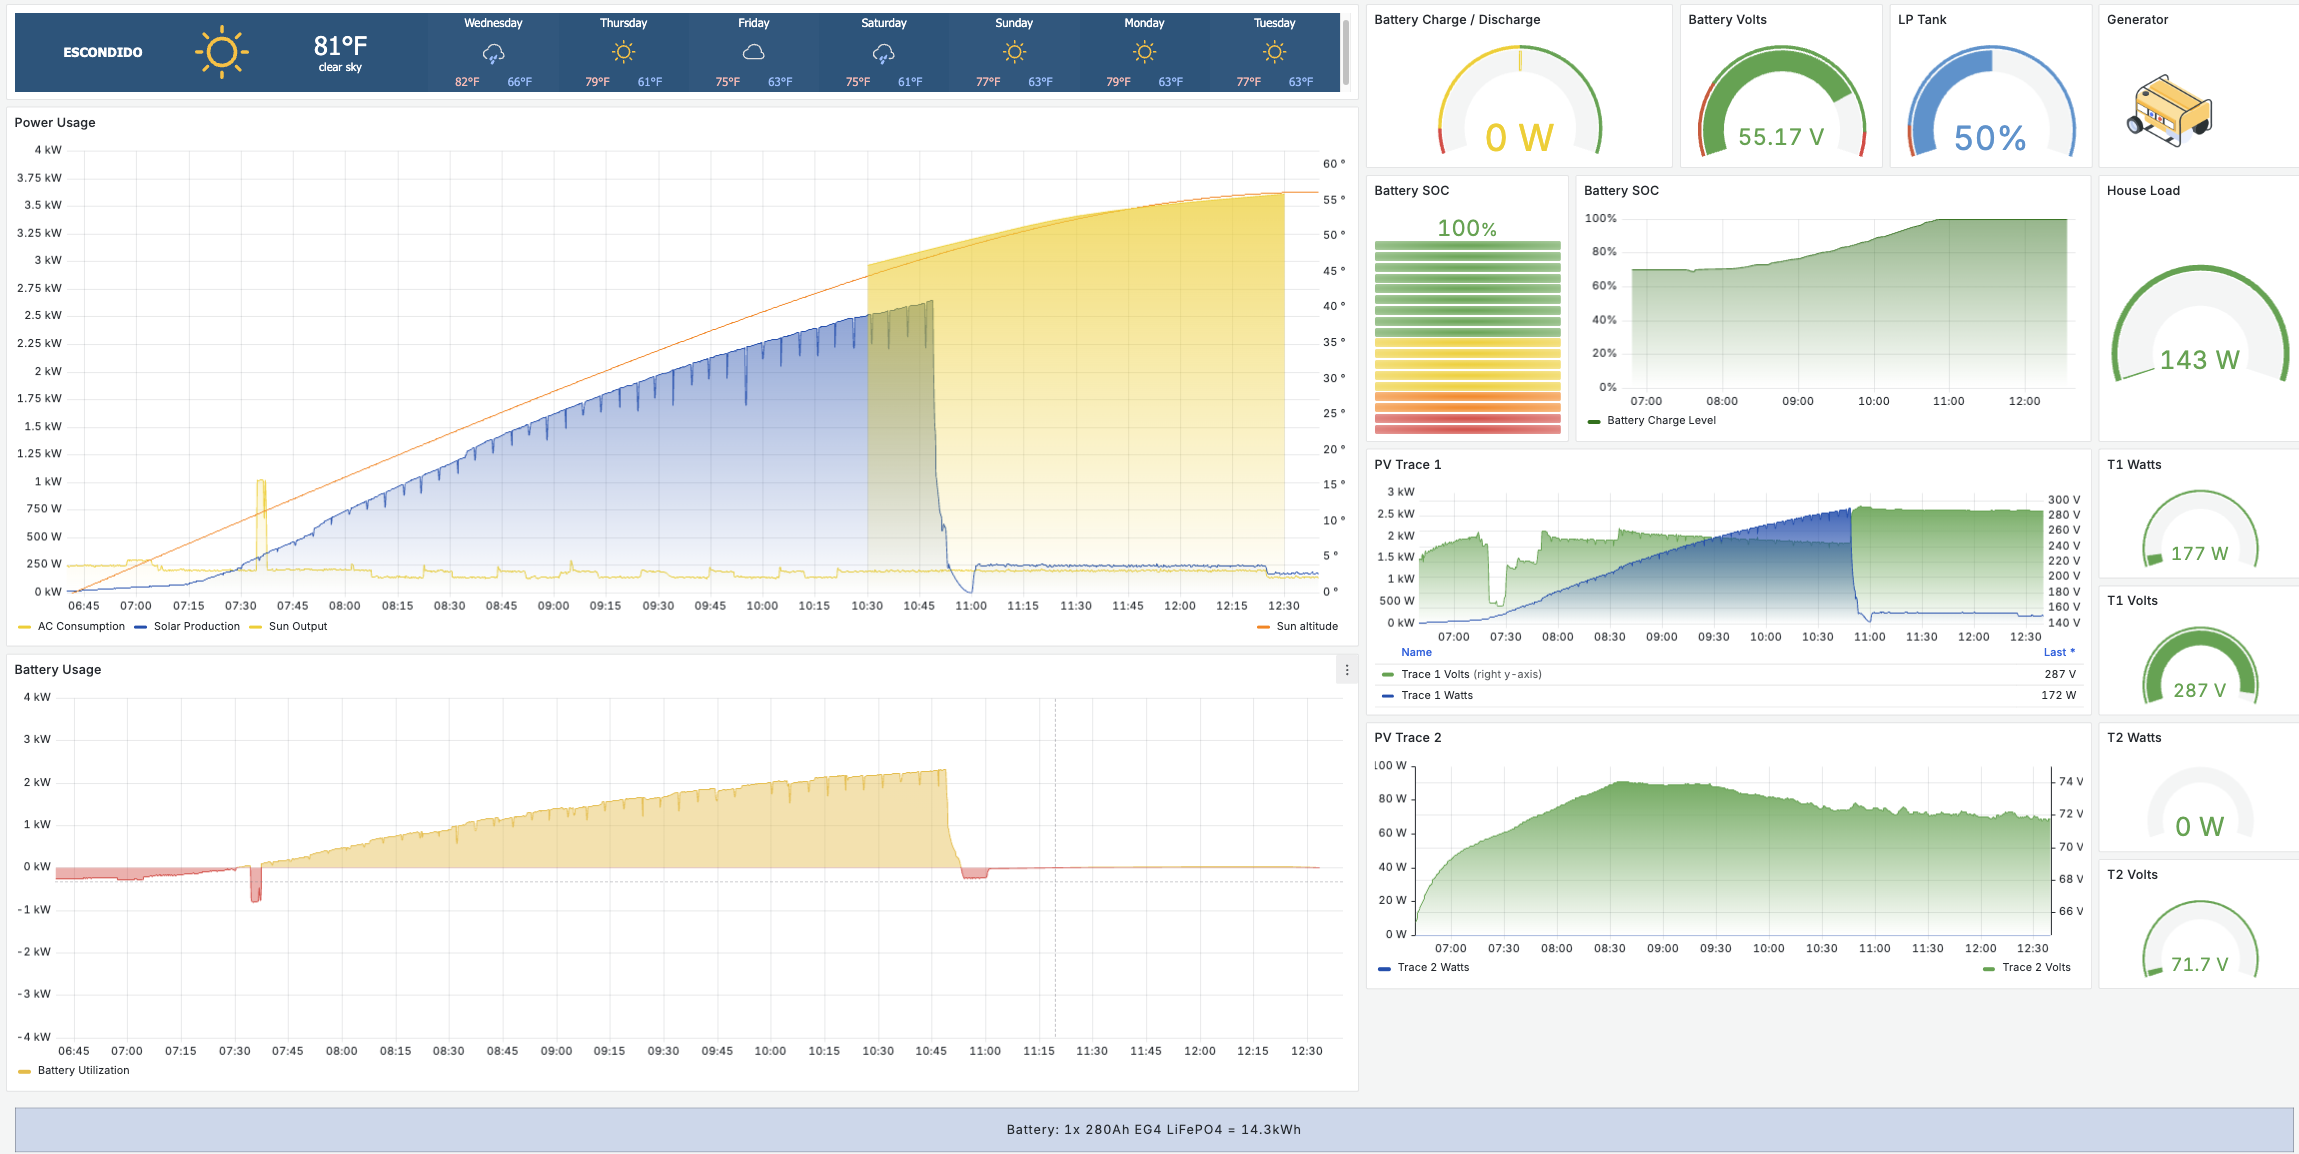 ESCONDIDO
81°F
clear sky
Wednesday Thursday Friday Saturday Sunday Monday Tuesday
82°F 66°F 79°F 61°F 75°F 63°F 75°F 61°F 77°F 63°F 79°F 63°F 77°F 63°F
Power Usage
4 kW
3.75 kW
3.5 kW
3.25 kW
3 kW
2.75 kW
2.5 kW
2.25 kW
2 kW
1.75 kW
1.5 kW
1.25 kW
1 kW
750 W
500 W
250 W
0 kW
60 °
55 °
50 °
45 °
40 °
35 °
30 °
25 °
20 °
15 °
10 °
5 °
0 °
06:45 07:00 07:15 07:30 07:45 08:00 08:15 08:30 08:45 09:00 09:15 09:30 09:45 10:00 10:15 10:30 10:45 11:00 11:15 11:30 11:45 12:00 12:15 12:30
AC Consumption Solar Production Sun Output Sun altitude
Battery Usage
4 kW
3 kW
2 kW
1 kW
0 kW
-1 kW
-2 kW
-3 kW
-4 kW
06:45 07:00 07:15 07:30 07:45 08:00 08:15 08:30 08:45 09:00 09:15 09:30 09:45 10:00 10:15 10:30 10:45 11:00 11:15 11:30 11:45 12:00 12:15 12:30
Battery Utilization
Battery Charge / Discharge
0 W
Battery Volts
55.17 V
LP Tank
50%
Generator
Battery SOC
100%
Battery SOC
100%
80%
60%
40%
20%
0%
07:00 08:00 09:00 10:00 11:00 12:00
Battery Charge Level
House Load
143 W
PV Trace 1
3 kW
2.5 kW
2 kW
1.5 kW
1 kW
500 W
0 kW
300 V
280 V
260 V
240 V
220 V
200 V
180 V
160 V
140 V
07:00 07:30 08:00 08:30 09:00 09:30 10:00 10:30 11:00 11:30 12:00 12:30
Name Last *
Trace 1 Volts (right y-axis) 287 V
Trace 1 Watts 172 W
T1 Watts
177 W
T1 Volts
287 V
PV Trace 2
100 W
80 W
60 W
40 W
20 W
0 W
74 V
72 V
70 V
68 V
66 V
07:00 07:30 08:00 08:30 09:00 09:30 10:00 10:30 11:00 11:30 12:00 12:30
Trace 2 Watts Trace 2 Volts
T2 Watts
0 W
T2 Volts
71.7 V
Battery: 1x 280Ah EG4 LiFePO4 = 14.3kWh